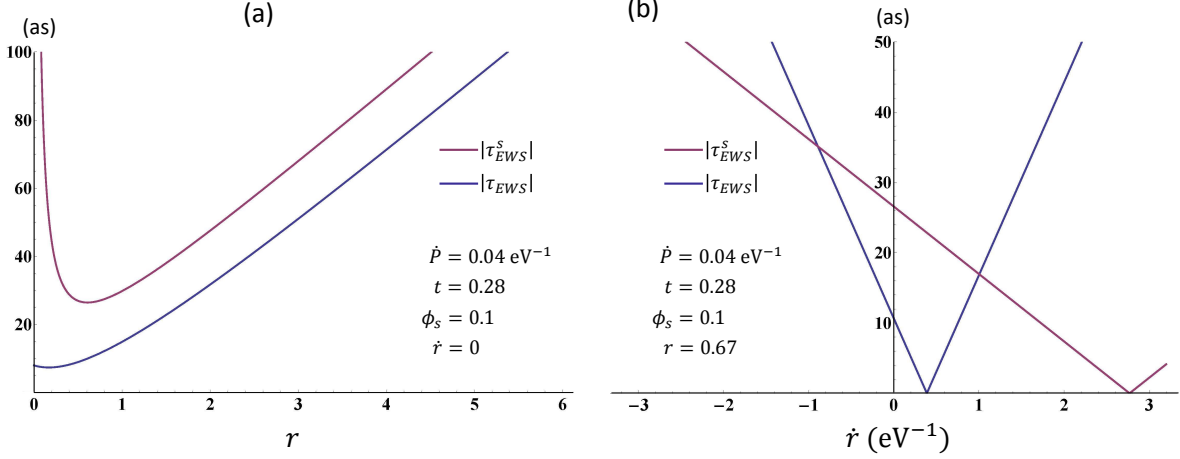 (a)
(as)
100
80
60
40
20
0 1 2 3 4 5 6
r
|τ^s_EWS|
|τ_EWS|
Ṗ = 0.04 eV⁻¹
t = 0.28
ϕ_s = 0.1
ṙ = 0
(b)
(as)
50
40
30
20
10
−3 −2 −1 0 1 2 3
ṙ (eV⁻¹)
|τ^s_EWS|
|τ_EWS|
Ṗ = 0.04 eV⁻¹
t = 0.28
ϕ_s = 0.1
r = 0.67